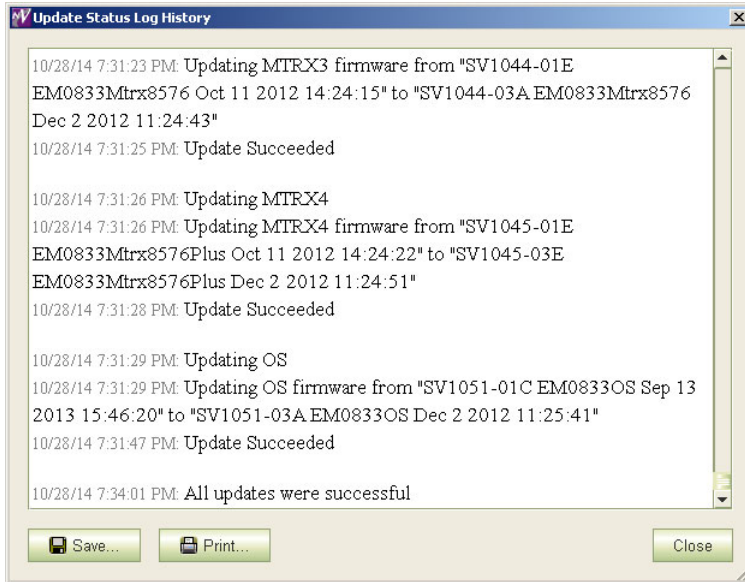 Update Status Log History
10/28/14 7:31:23 PM: Updating MTRX3 firmware from "SV1044-01E
EM0833Mtrx8576 Oct 11 2012 14:24:15" to "SV1044-03A EM0833Mtrx8576
Dec 2 2012 11:24:43"
10/28/14 7:31:25 PM: Update Succeeded
10/28/14 7:31:26 PM: Updating MTRX4
10/28/14 7:31:26 PM: Updating MTRX4 firmware from "SV1045-01E
EM0833Mtrx8576Plus Oct 11 2012 14:24:22" to "SV1045-03E
EM0833Mtrx8576Plus Dec 2 2012 11:24:51"
10/28/14 7:31:28 PM: Update Succeeded
10/28/14 7:31:29 PM: Updating OS
10/28/14 7:31:29 PM: Updating OS firmware from "SV1051-01C EM0833OS Sep 13
2013 15:46:20" to "SV1051-03A EM0833OS Dec 2 2012 11:25:41"
10/28/14 7:31:47 PM: Update Succeeded
10/28/14 7:34:01 PM: All updates were successful
Save... Print... Close